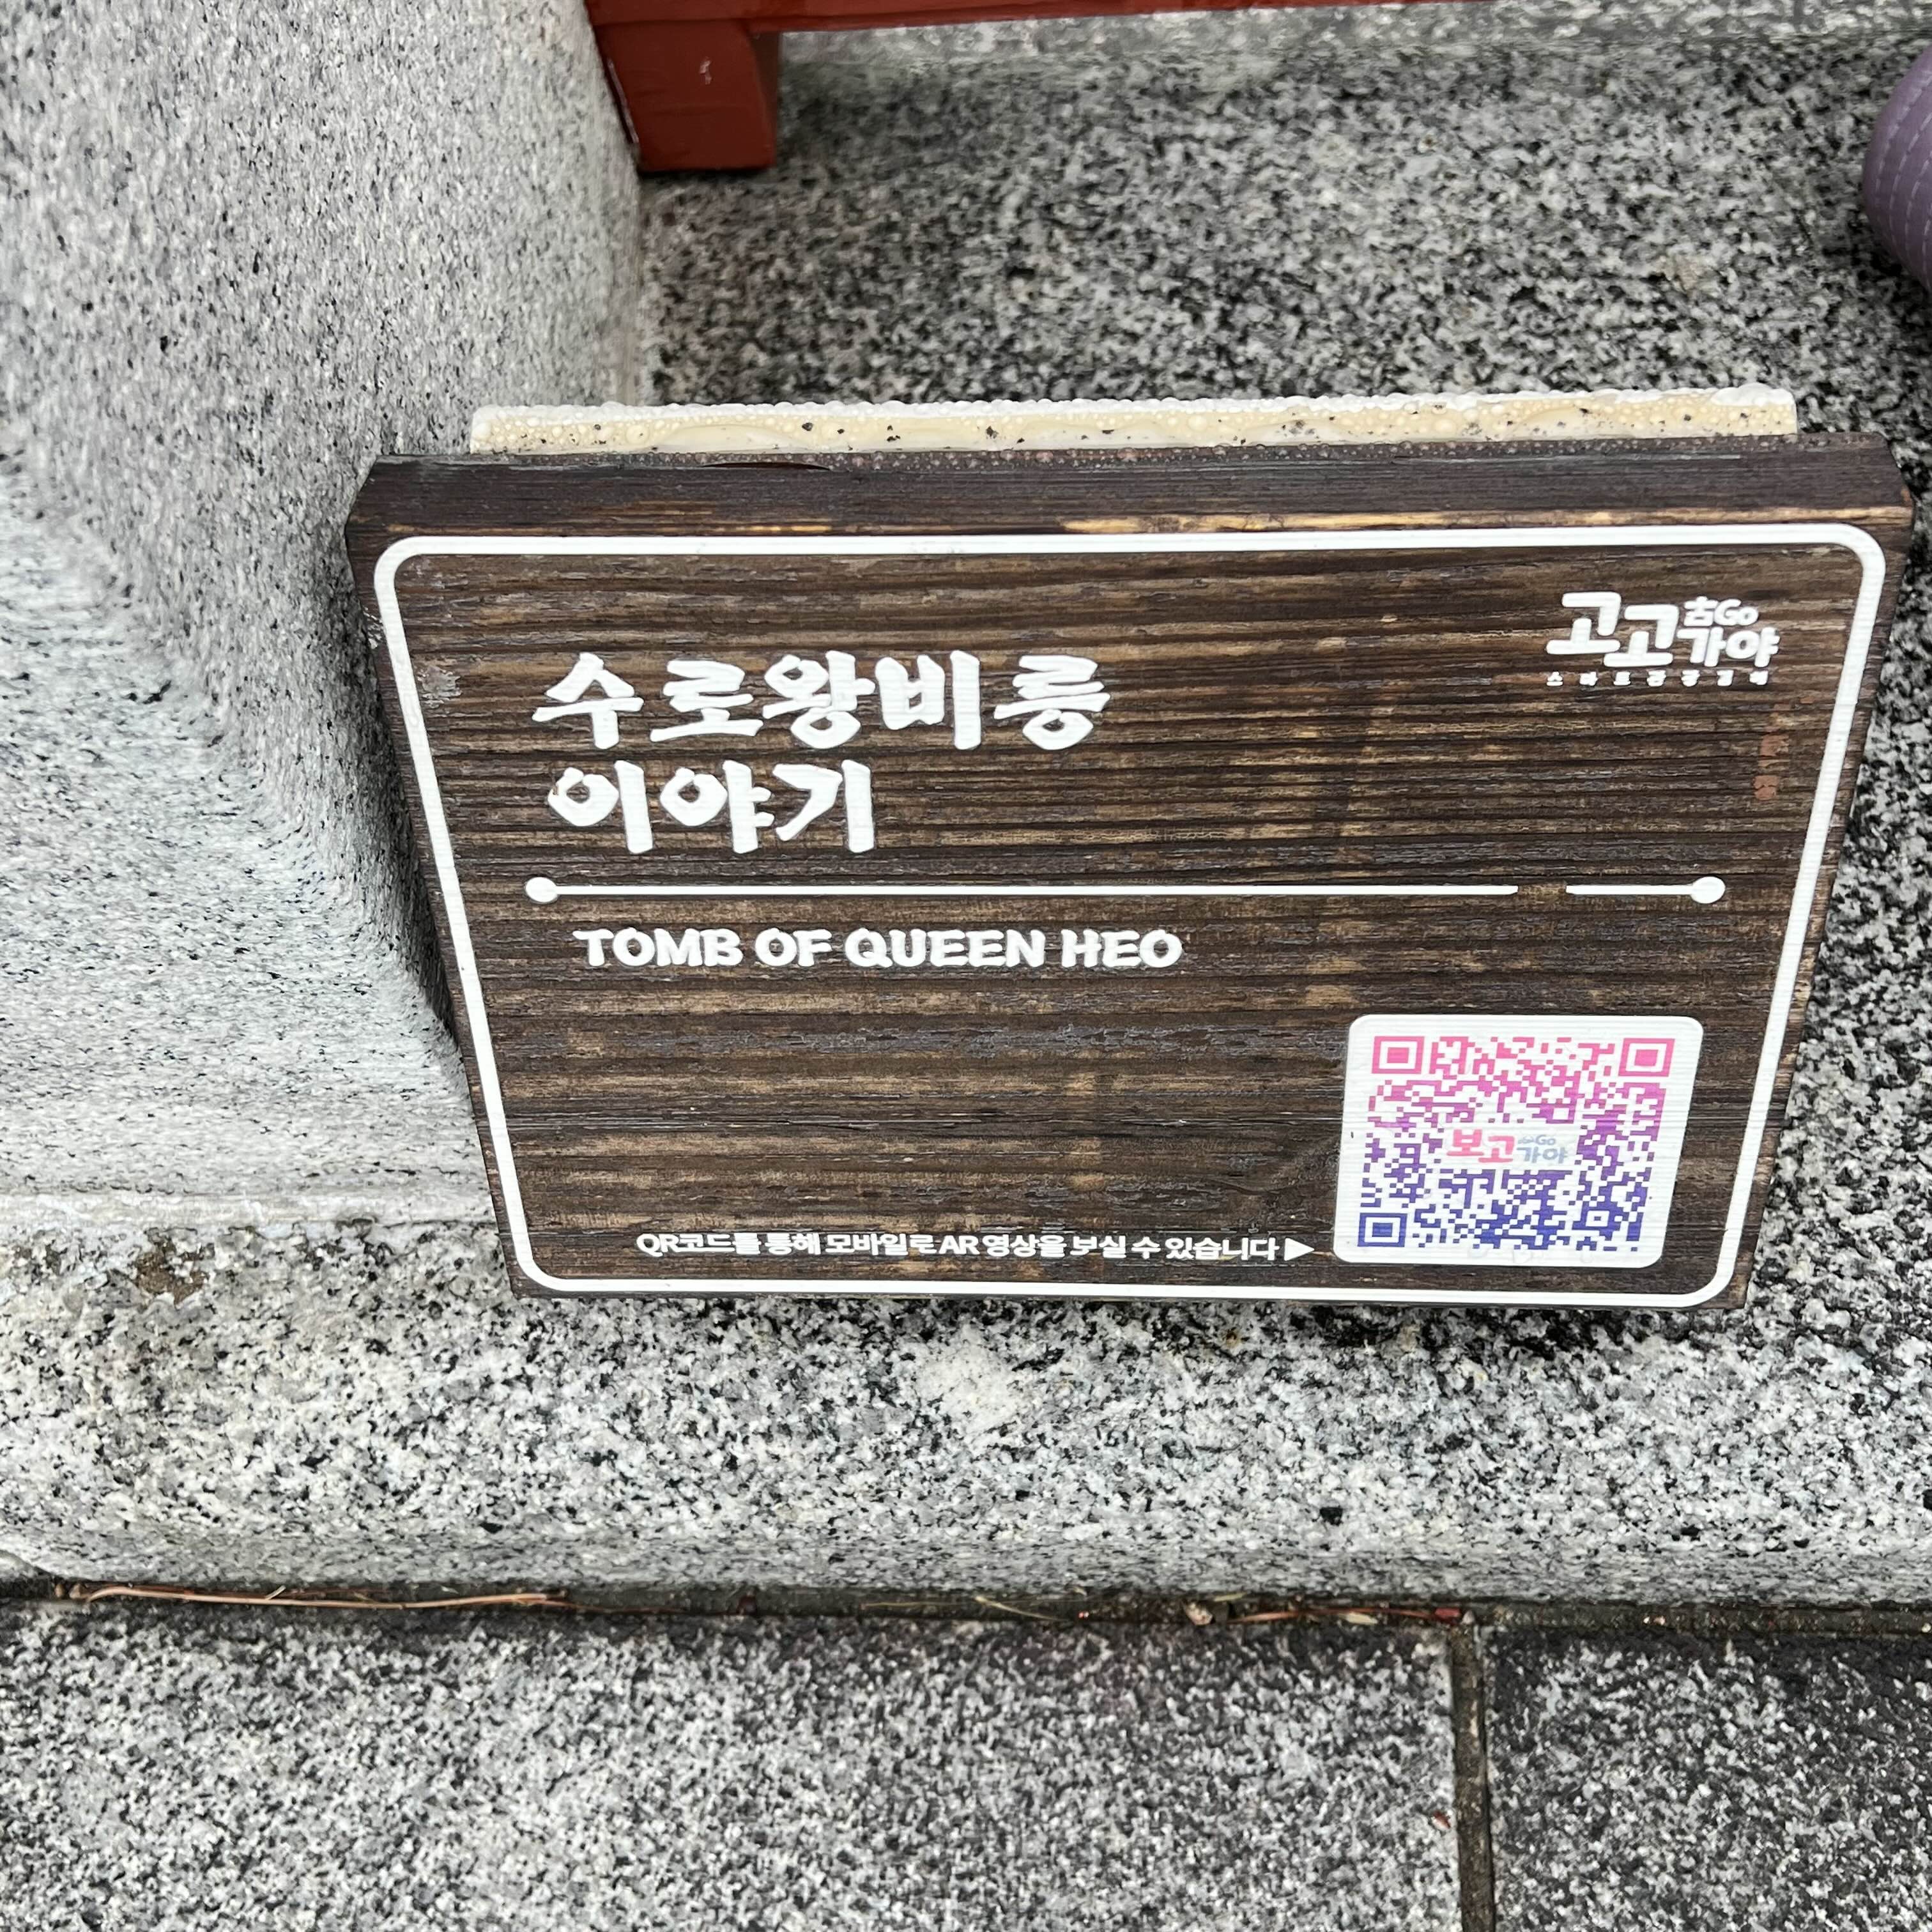 고고古Go가야
수로왕비릉
이야기
TOMB OF QUEEN HEO
보고Go가야
QR코드를 통해 모바일로 AR 영상을 보실 수 있습니다 ▶